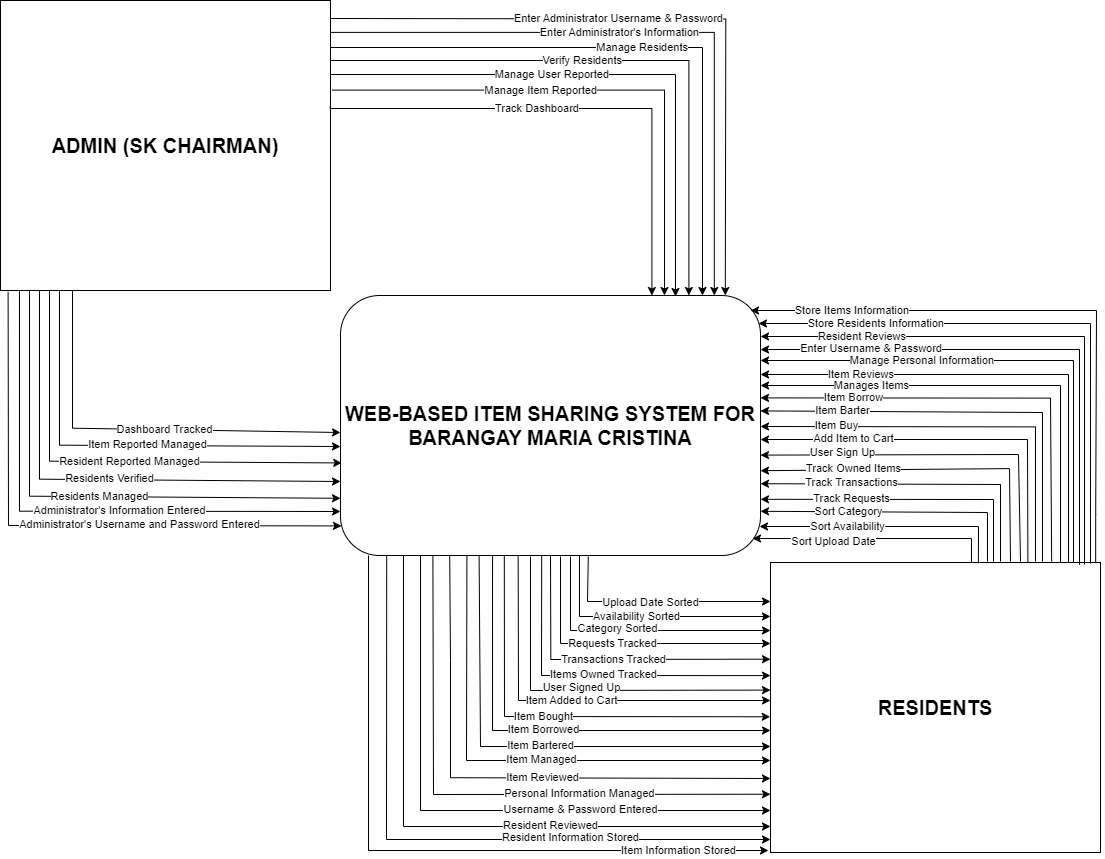 Enter Administrator Username & Password
Enter Administrator's Information
Manage Residents
Verify Residents
Manage User Reported
Manage Item Reported
Track Dashboard
ADMIN (SK CHAIRMAN)
Store Items Information
Store Residents Information
Resident Reviews
Enter Username & Password
Manage Personal Information
Item Reviews
Manages Items
Item Borrow
Item Barter
Item Buy
Add Item to Cart
User Sign Up
Track Owned Items
Track Transactions
Track Requests
Sort Category
Sort Availability
Sort Upload Date
WEB-BASED ITEM SHARING SYSTEM FOR
BARANGAY MARIA CRISTINA
Dashboard Tracked
Item Reported Managed
Resident Reported Managed
Residents Verified
Residents Managed
Administrator's Information Entered
Administrator's Username and Password Entered
Upload Date Sorted
Availability Sorted
Category Sorted
Requests Tracked
Transactions Tracked
Items Owned Tracked
User Signed Up
Item Added to Cart
Item Bought
Item Borrowed
Item Bartered
Item Managed
Item Reviewed
Personal Information Managed
Username & Password Entered
Resident Reviewed
Resident Information Stored
Item Information Stored
RESIDENTS